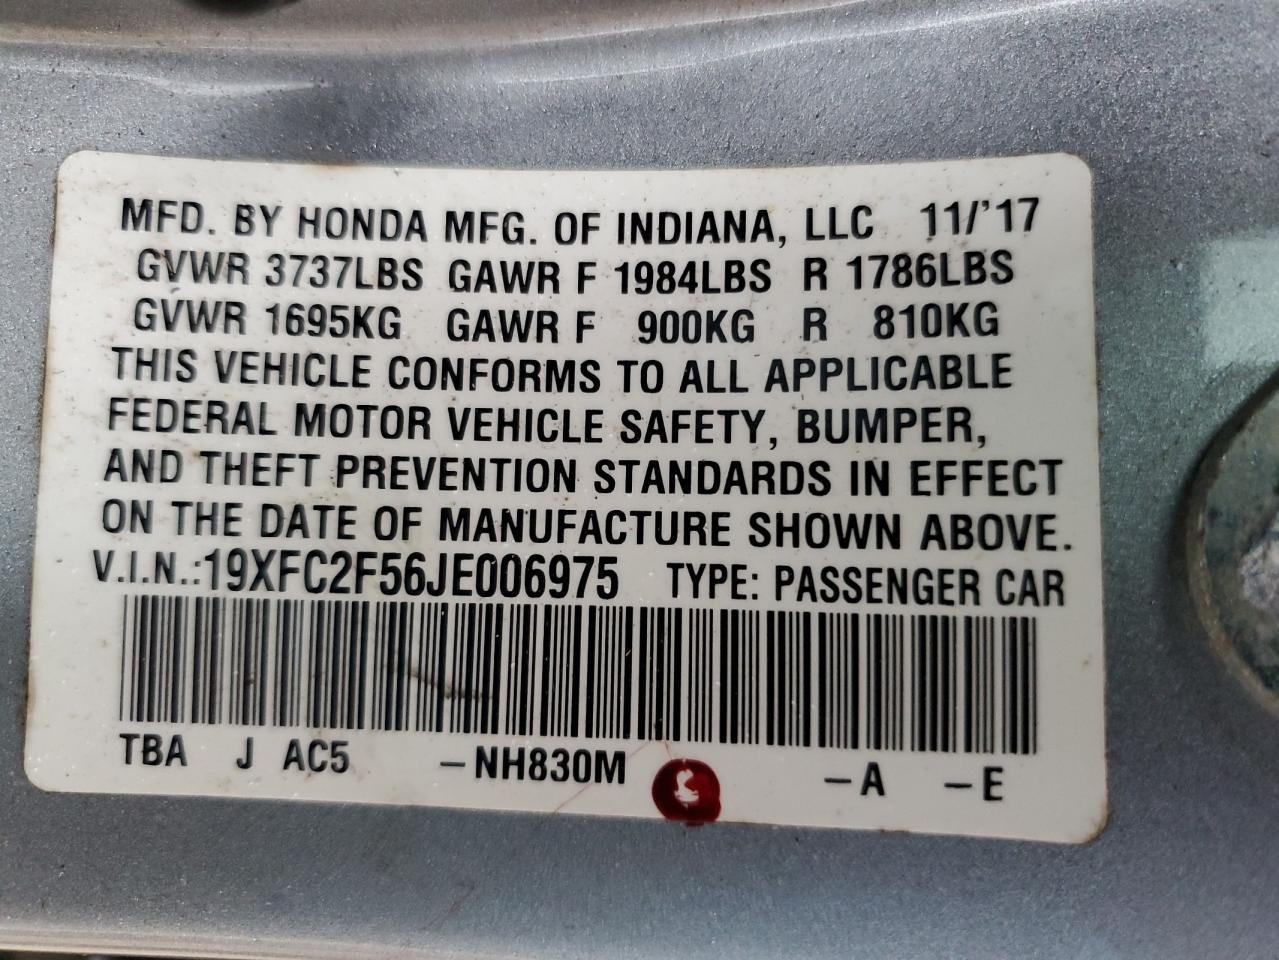 MFD. BY HONDA MFG. OF INDIANA, LLC 11/'17
GVWR 3737LBS GAWR F 1984LBS R 1786LBS
GVWR 1695KG GAWR F 900KG R 810KG
THIS VEHICLE CONFORMS TO ALL APPLICABLE
FEDERAL MOTOR VEHICLE SAFETY, BUMPER,
AND THEFT PREVENTION STANDARDS IN EFFECT
ON THE DATE OF MANUFACTURE SHOWN ABOVE.
V.I.N.:19XFC2F56JE006975 TYPE: PASSENGER CAR
TBA J AC5 -NH830M -A -E